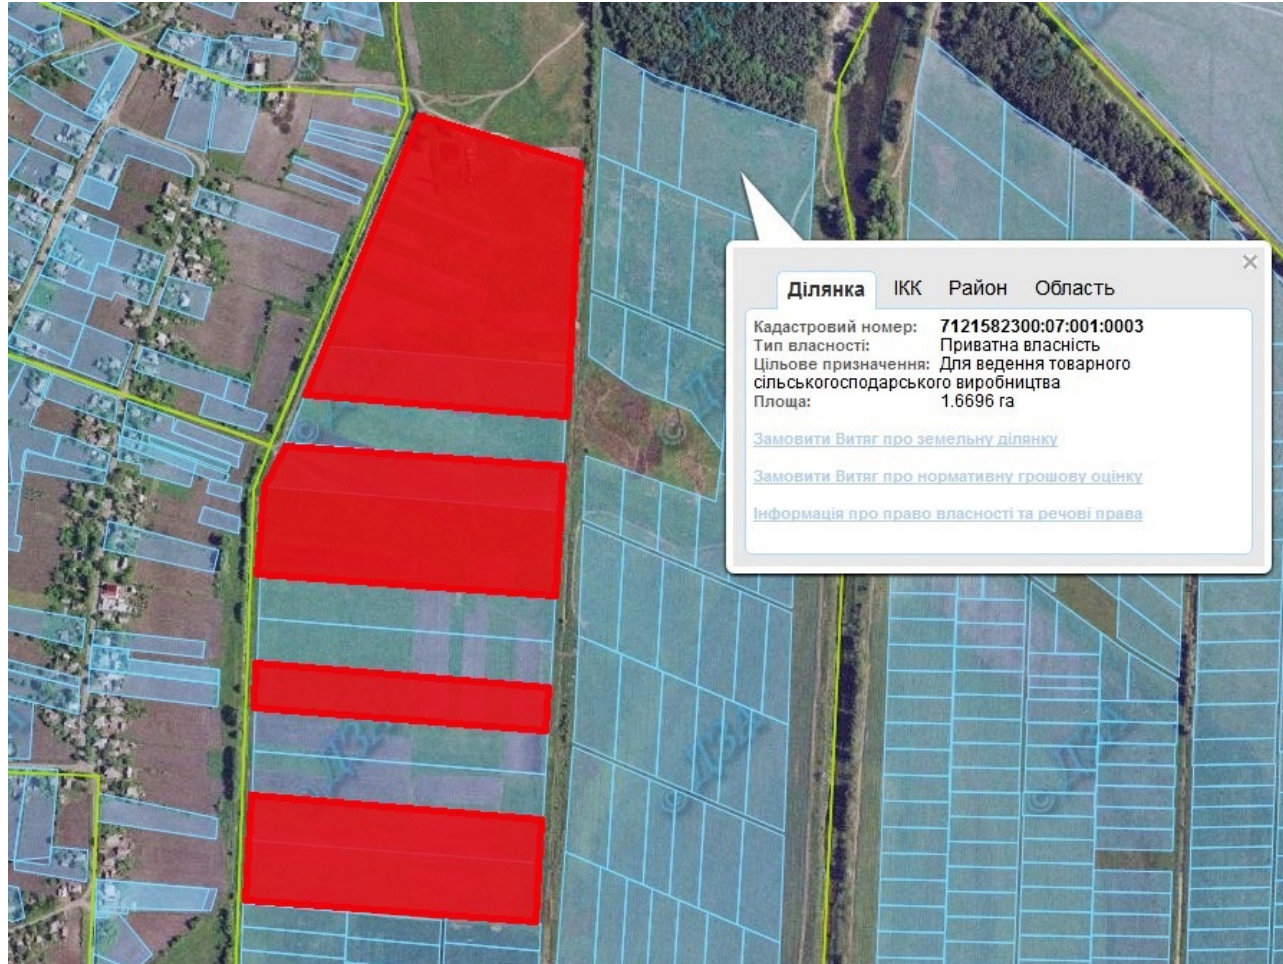 Ділянка ІКК Район Область
Кадастровий номер: 7121582300:07:001:0003
Тип власності: Приватна власність
Цільове призначення: Для ведення товарного
сільськогосподарського виробництва
Площа: 1.6696 га
Замовити Витяг про земельну ділянку
Замовити Витяг про нормативну грошову оцінку
Інформація про право власності та речові права